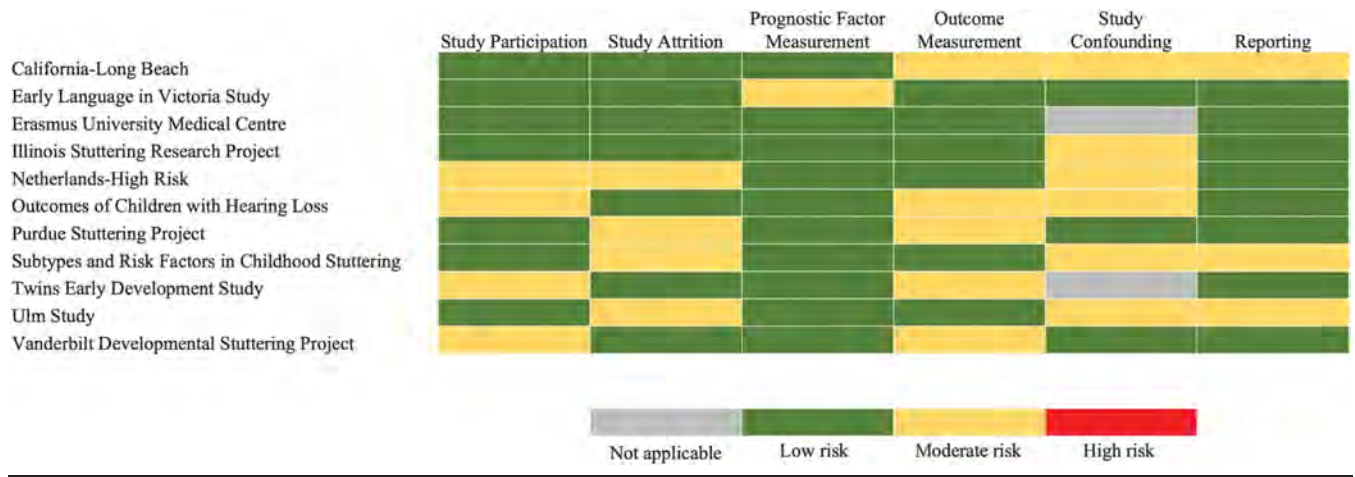 Prognostic Factor Outcome Study
Study Participation Study Attrition Measurement Measurement Confounding Reporting
California-Long Beach
Early Language in Victoria Study
Erasmus University Medical Centre
Illinois Stuttering Research Project
Netherlands-High Risk
Outcomes of Children with Hearing Loss
Purdue Stuttering Project
Subtypes and Risk Factors in Childhood Stuttering
Twins Early Development Study
Ulm Study
Vanderbilt Developmental Stuttering Project
Not applicable Low risk Moderate risk High risk